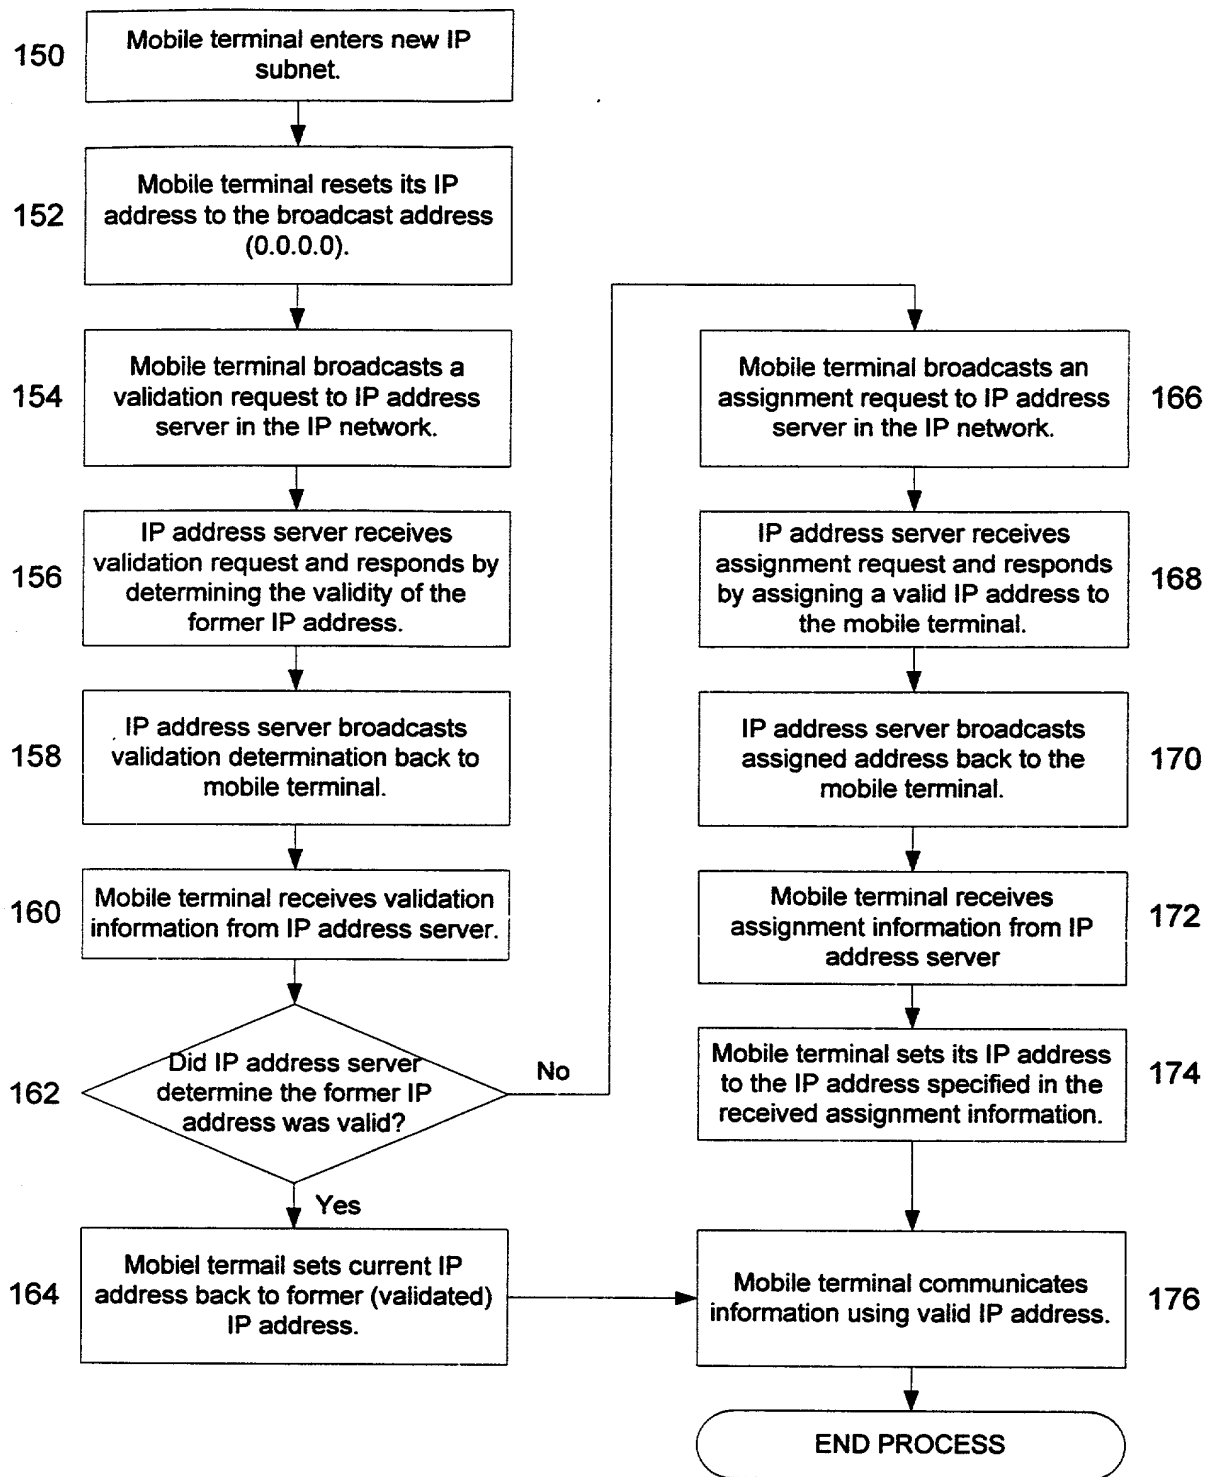 150
Mobile terminal enters new IP
subnet.
152
Mobile terminal resets its IP
address to the broadcast address
(0.0.0.0).
154
Mobile terminal broadcasts a
validation request to IP address
server in the IP network.
156
IP address server receives
validation request and responds by
determining the validity of the
former IP address.
158
IP address server broadcasts
validation determination back to
mobile terminal.
160
Mobile terminal receives validation
information from IP address server.
162
Did IP address server
determine the former IP
address was valid?
No
Yes
164
Mobiel termail sets current IP
address back to former (validated)
IP address.
Mobile terminal broadcasts an
assignment request to IP address
server in the IP network.
166
IP address server receives
assignment request and responds
by assigning a valid IP address to
the mobile terminal.
168
IP address server broadcasts
assigned address back to the
mobile terminal.
170
Mobile terminal receives
assignment information from IP
address server
172
Mobile terminal sets its IP address
to the IP address specified in the
received assignment information.
174
Mobile terminal communicates
information using valid IP address.
176
END PROCESS